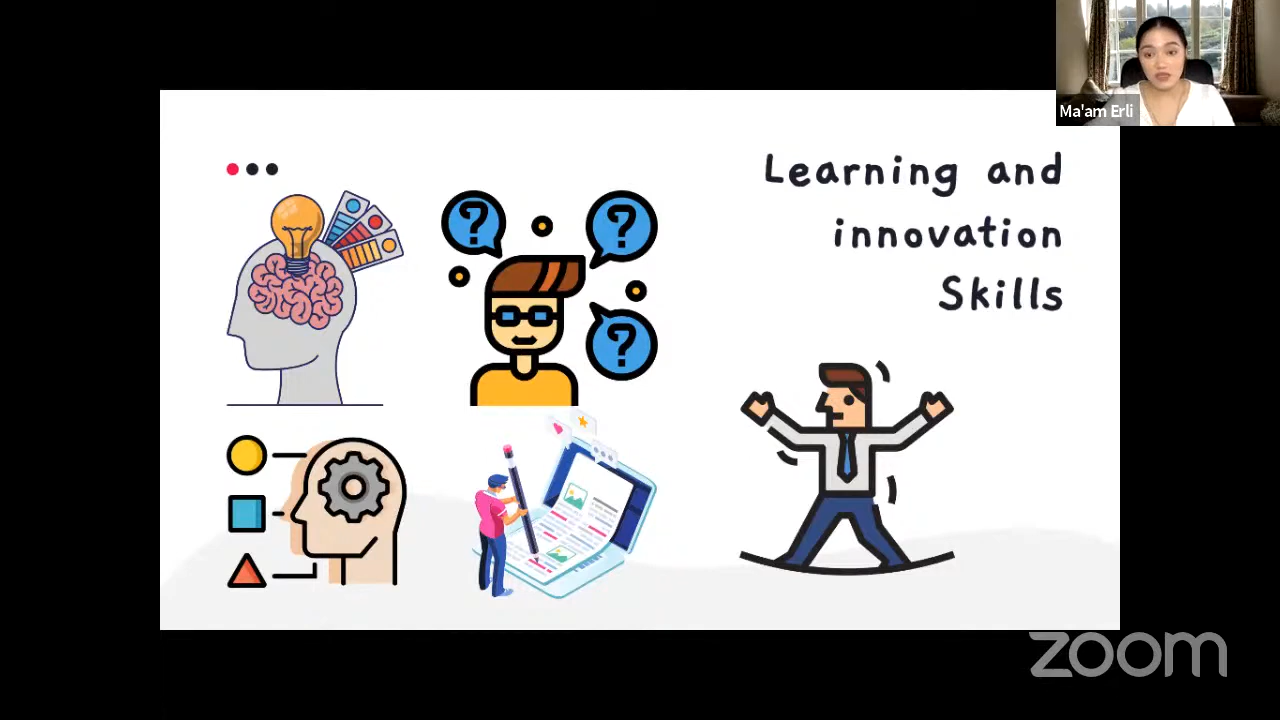 Ma'am Erli
Learning and
innovation
Skills
?
?
?
zoom